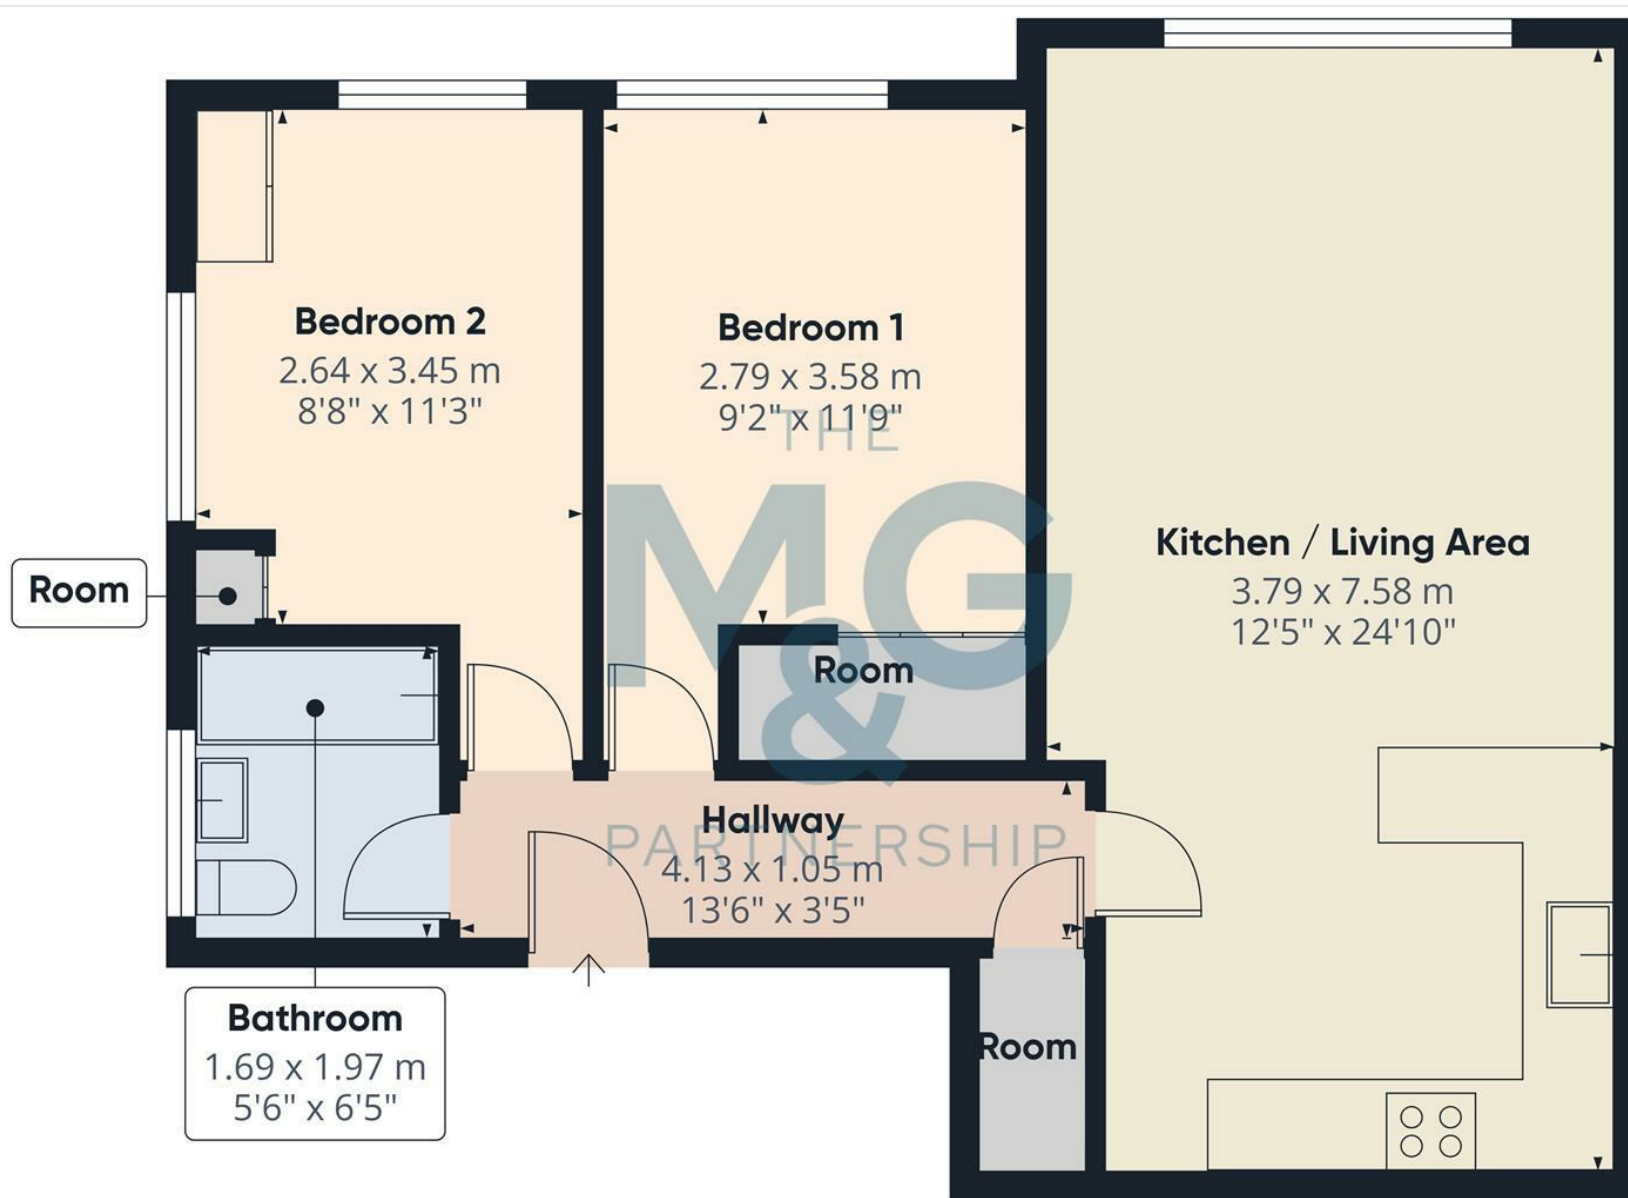 Bedroom 2
2.64 x 3.45 m
8'8" x 11'3"
Bedroom 1
2.79 x 3.58 m
9'2" x 11'9"
THE
M&G
PARTNERSHIP
Kitchen / Living Area
3.79 x 7.58 m
12'5" x 24'10"
Room
Room
Hallway
4.13 x 1.05 m
13'6" x 3'5"
Bathroom
1.69 x 1.97 m
5'6" x 6'5"
Room